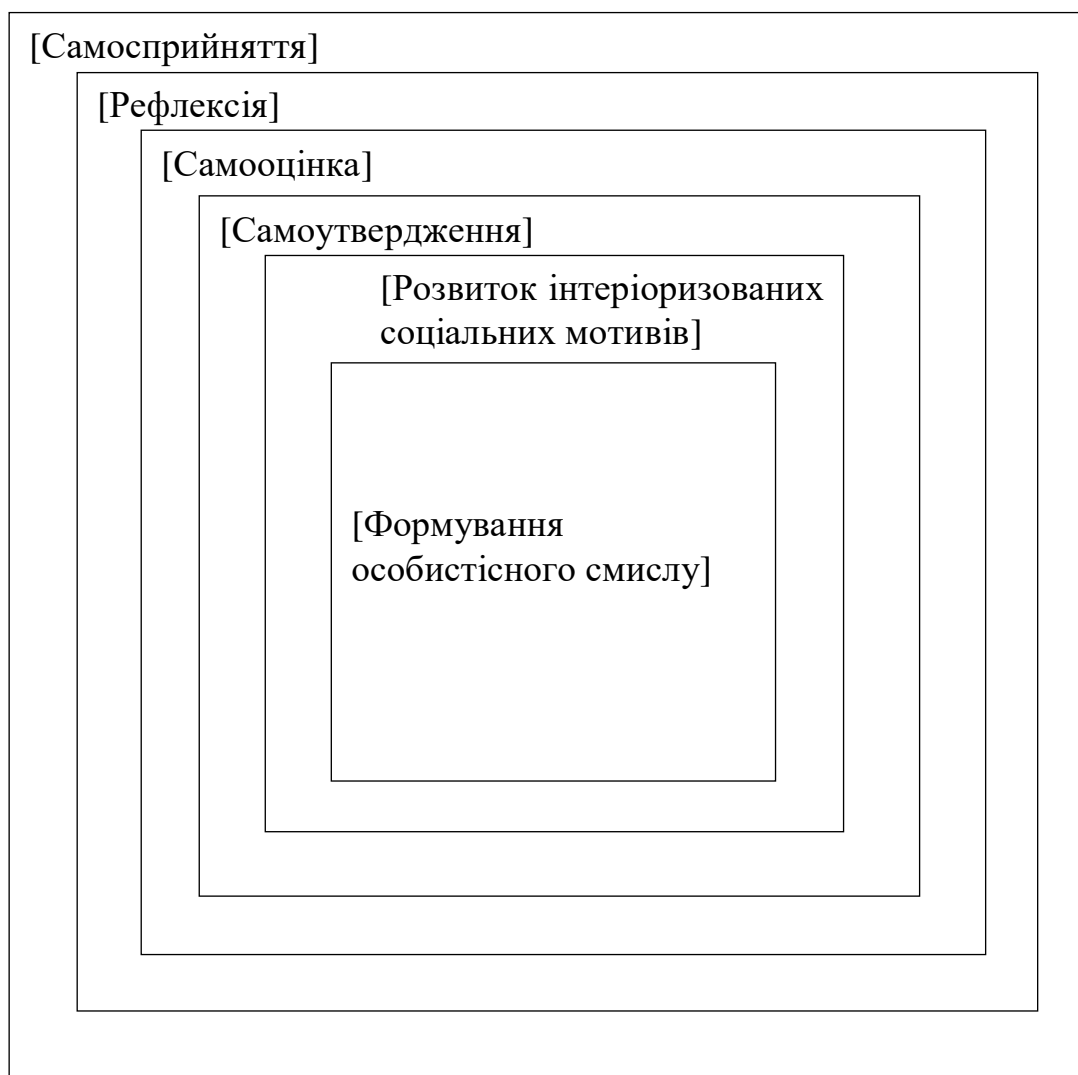 [Самосприйняття]
[Рефлексія]
[Самооцінка]
[Самоутвердження]
[Розвиток інтеріоризованих
соціальних мотивів]
[Формування
особистісного смислу]